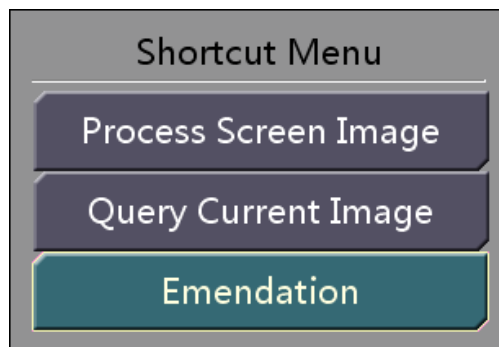 Shortcut Menu
Process Screen Image
Query Current Image
Emendation